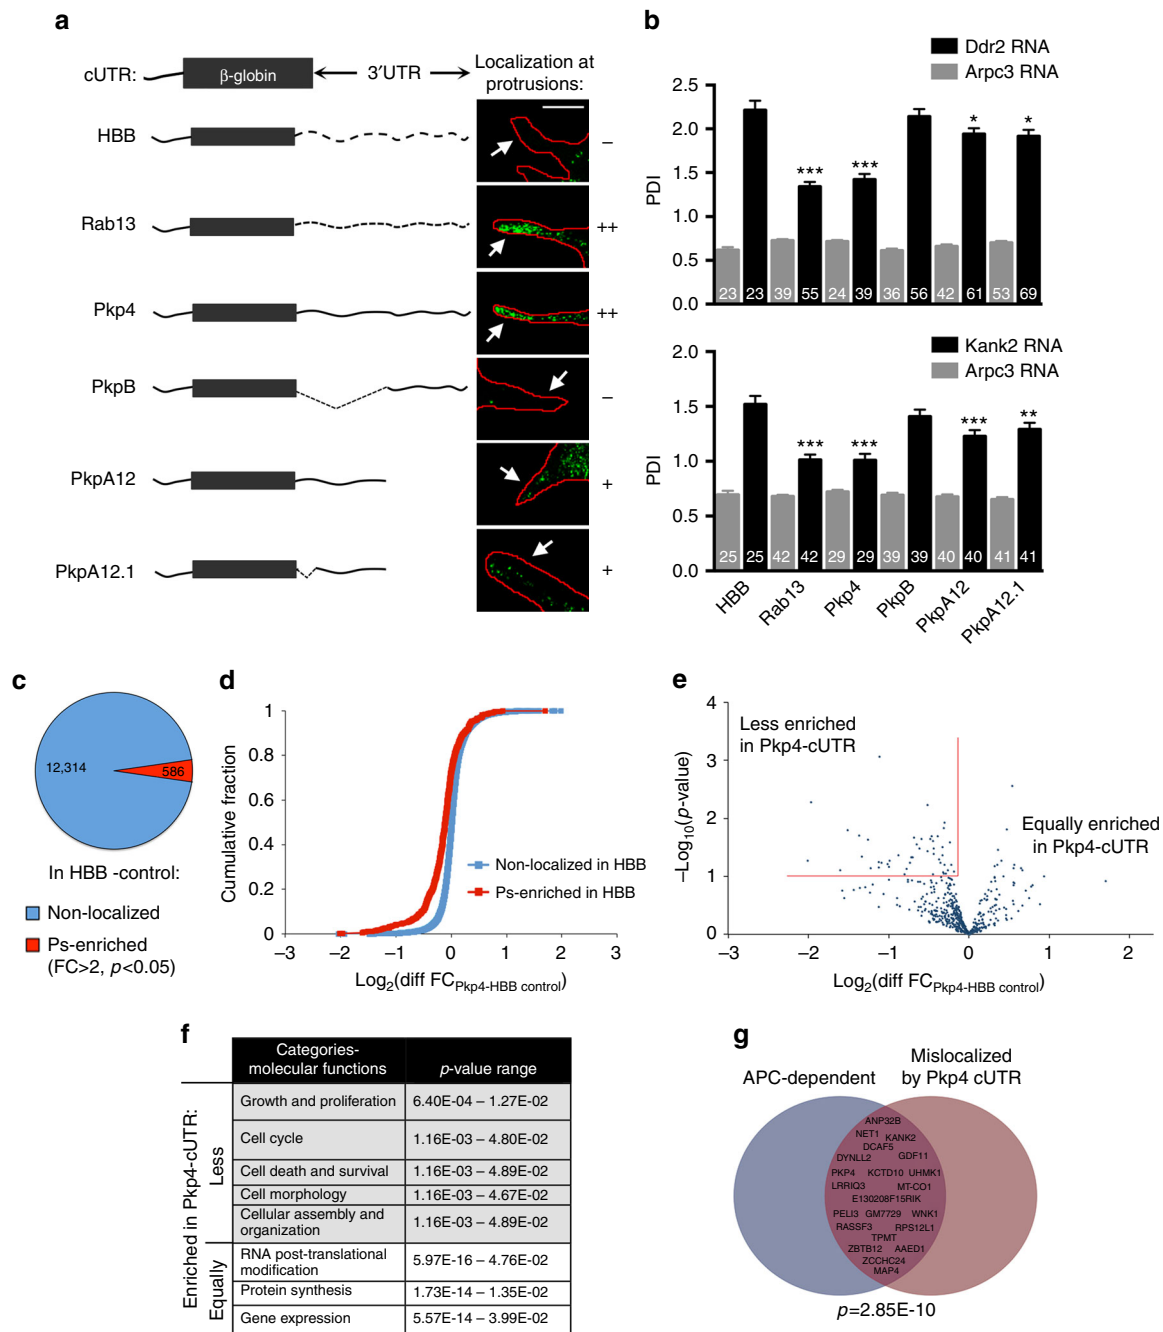 a
cUTR:
β-globin
3′UTR
Localization at
protrusions:
HBB
–
Rab13
++
Pkp4
++
PkpB
–
PkpA12
+
PkpA12.1
+
b
Ddr2 RNA
Arpc3 RNA
2.5
2.0
1.5
1.0
0.5
0.0
PDI
***
***
*
*
23 23 39 55 24 39 36 56 42 61 53 69
Kank2 RNA
Arpc3 RNA
2.0
1.5
1.0
0.5
0.0
PDI
***
***
***
**
25 25 42 42 29 29 39 39 40 40 41 41
HBB
Rab13
Pkp4
PkpB
PkpA12
PkpA12.1
c
12,314
586
In HBB -control:
Non-localized
Ps-enriched
(FC>2, p<0.05)
d
1
0.8
0.6
0.4
0.2
0
Cumulative fraction
Non-localized in HBB
Ps-enriched in HBB
–3 –2 –1 0 1 2 3
Log2(diff FCPkp4-HBB control)
e
4
3
2
1
0
–Log10(p-value)
Less enriched
in Pkp4-cUTR
Equally enriched
in Pkp4-cUTR
–3 –2 –1 0 1 2
Log2(diff FCPkp4-HBB control)
f
Enriched in Pkp4-cUTR:
Less
Equally
Categories-
molecular functions
p-value range
Growth and proliferation 6.40E-04 – 1.27E-02
Cell cycle 1.16E-03 – 4.80E-02
Cell death and survival 1.16E-03 – 4.89E-02
Cell morphology 1.16E-03 – 4.67E-02
Cellular assembly and
organization 1.16E-03 – 4.89E-02
RNA post-translational
modification 5.97E-16 – 4.76E-02
Protein synthesis 1.73E-14 – 1.35E-02
Gene expression 5.57E-14 – 3.99E-02
g
APC-dependent
Mislocalized
by Pkp4 cUTR
ANP32B
NET1 KANK2
DCAF5
DYNLL2 GDF11
PKP4 KCTD10 UHMK1
LRRIQ3 MT-CO1
E130208F15RIK
PELI3 GM7729 WNK1
RASSF3 RPS12L1
TPMT
ZBTB12 AAED1
ZCCHC24
MAP4
p=2.85E-10